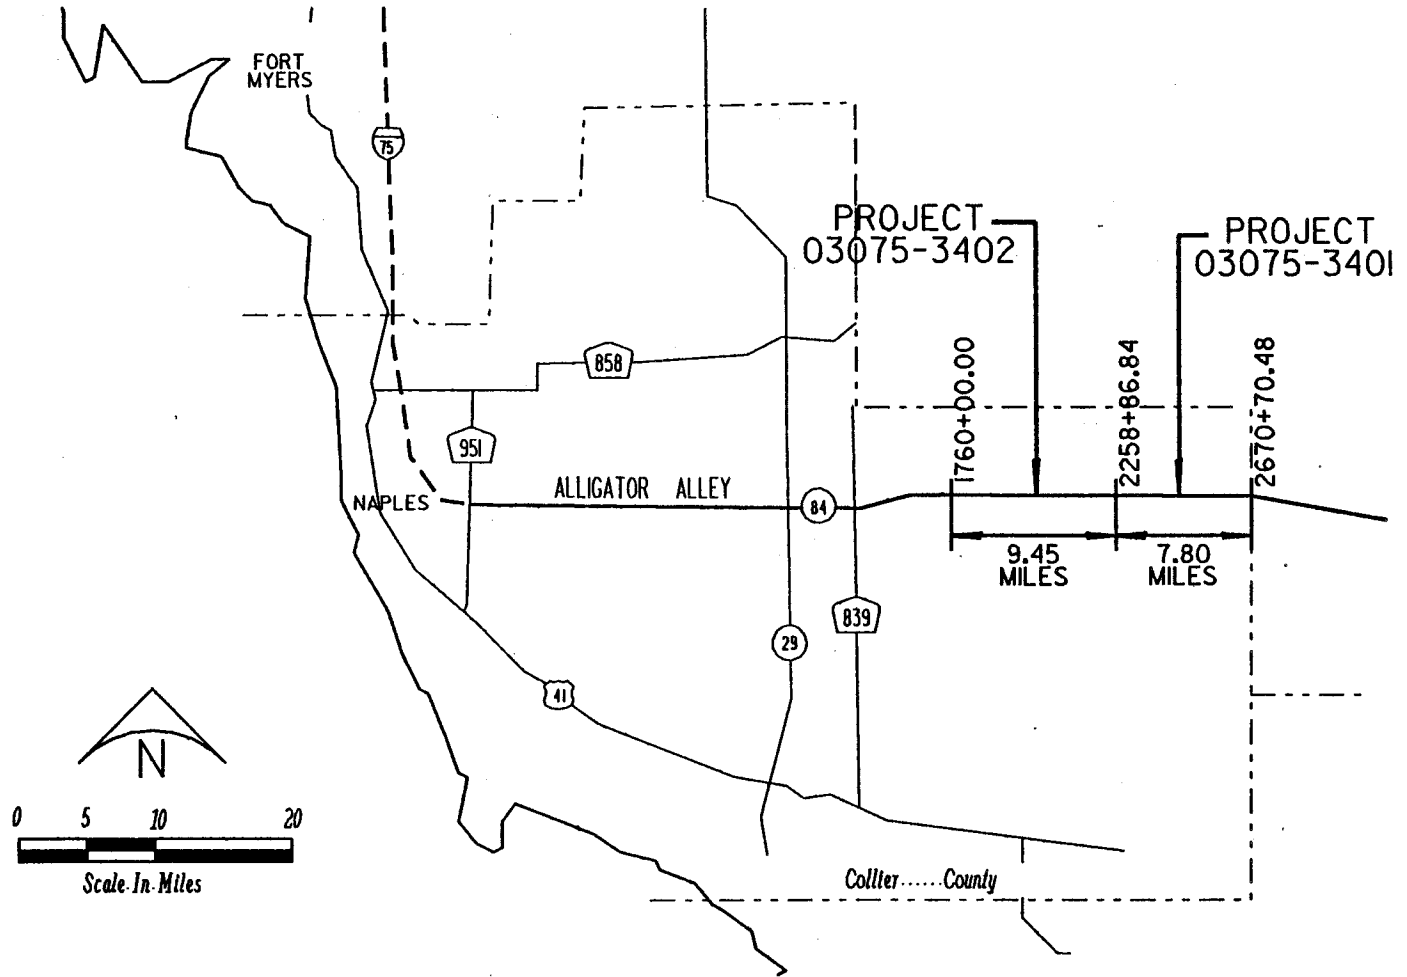 FORT
MYERS
75
PROJECT
03075-3402
PROJECT
03075-3401
858
1760+00.00
2258+86.84
2670+70.48
951
NAPLES
ALLIGATOR ALLEY
84
9.45
MILES
7.80
MILES
839
29
41
N
0 5 10 20
Scale-In-Miles
Collier......County